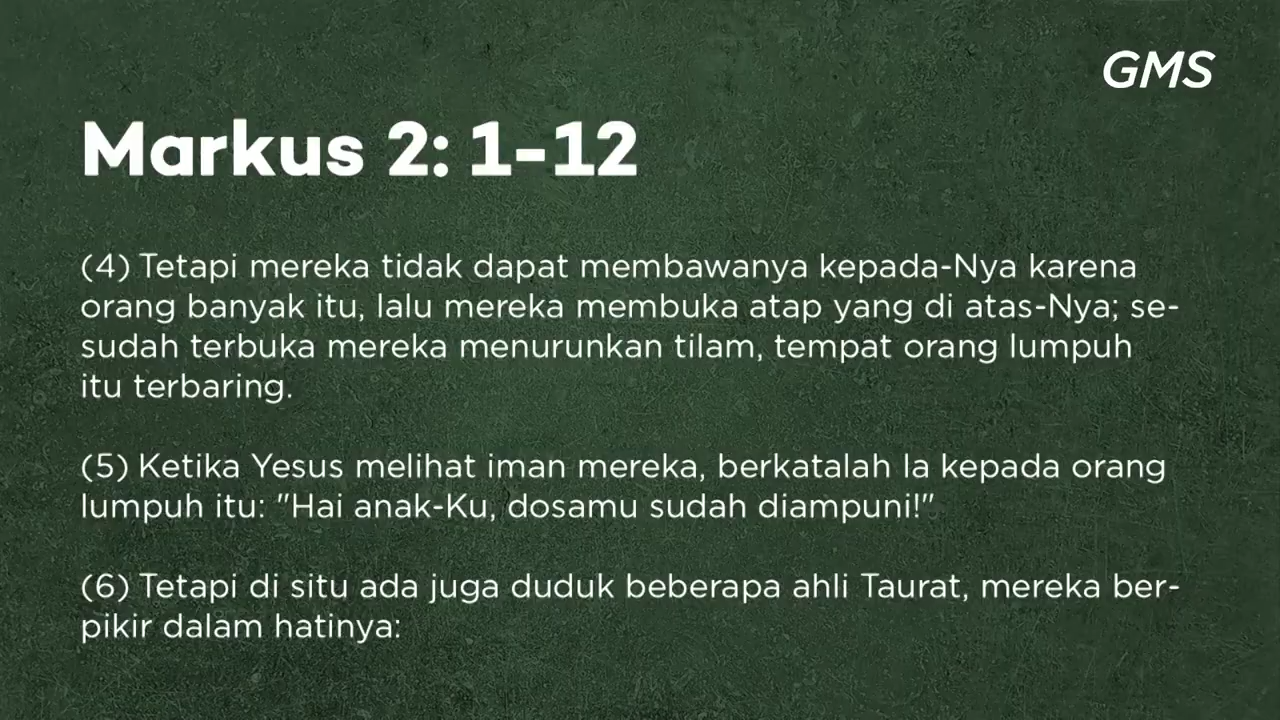 GMS
Markus 2: 1-12
(4) Tetapi mereka tidak dapat membawanya kepada-Nya karena
orang banyak itu, lalu mereka membuka atap yang di atas-Nya; se-
sudah terbuka mereka menurunkan tilam, tempat orang lumpuh
itu terbaring.
(5) Ketika Yesus melihat iman mereka, berkatalah Ia kepada orang
lumpuh itu: "Hai anak-Ku, dosamu sudah diampuni!"
(6) Tetapi di situ ada juga duduk beberapa ahli Taurat, mereka ber-
pikir dalam hatinya: